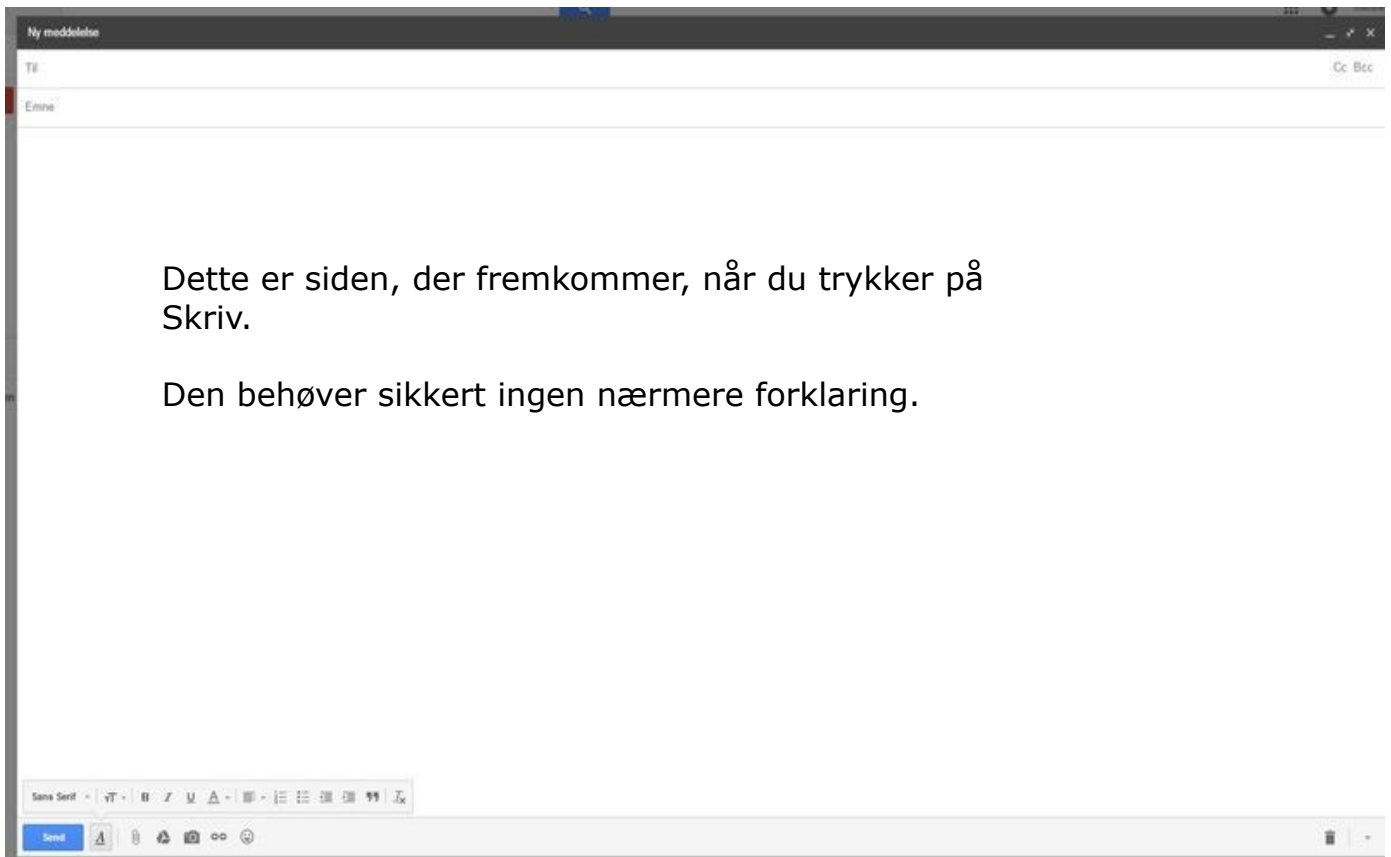 Ny meddelelse
Til
Cc Bcc
Emne
Dette er siden, der fremkommer, når du trykker på
Skriv.
Den behøver sikkert ingen nærmere forklaring.
Sans Serif
B I U A
Send A